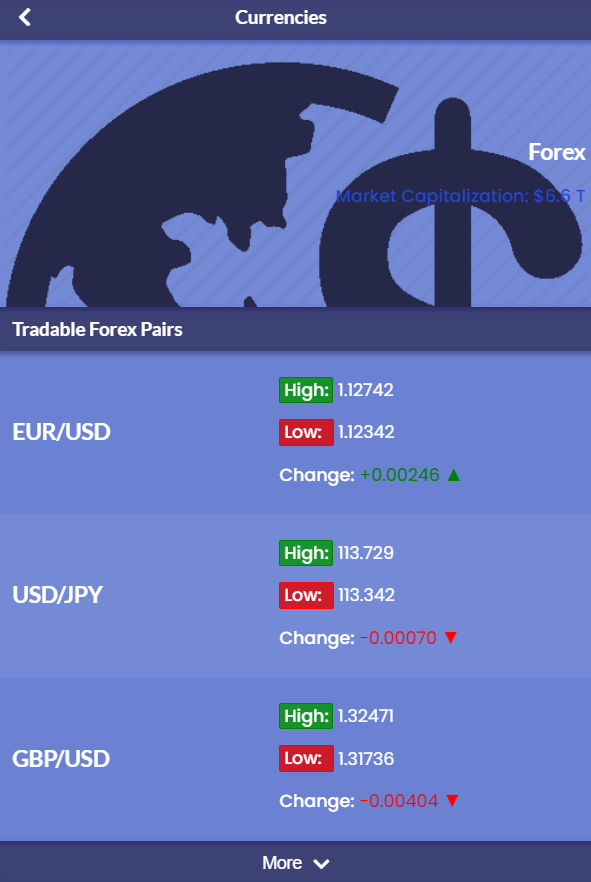 Currencies
Forex
Market Capitalization: $6.6 T
Tradable Forex Pairs
EUR/USD
High: 1.12742
Low: 1.12342
Change: +0.00246 ▲
USD/JPY
High: 113.729
Low: 113.342
Change: -0.00070 ▼
GBP/USD
High: 1.32471
Low: 1.31736
Change: -0.00404 ▼
More